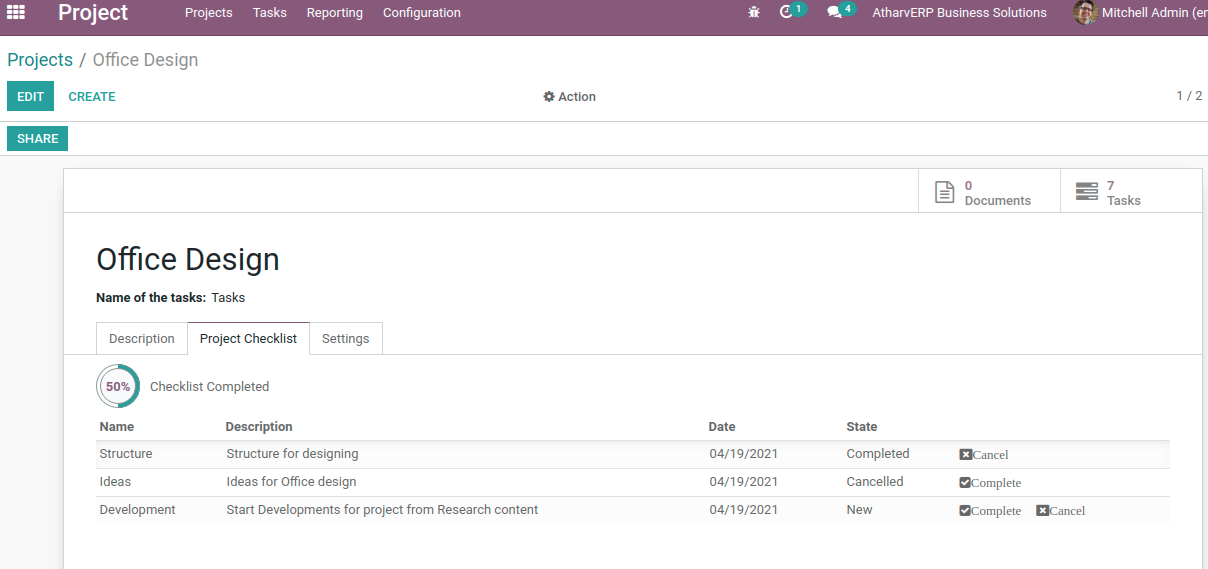 Project Projects Tasks Reporting Configuration 1 4 AtharvERP Business Solutions Mitchell Admin (en
Projects / Office Design
EDIT CREATE Action 1 / 2
SHARE
0 Documents
7 Tasks
Office Design
Name of the tasks: Tasks
Description Project Checklist Settings
50% Checklist Completed
Name Description Date State
Structure Structure for designing 04/19/2021 Completed Cancel
Ideas Ideas for Office design 04/19/2021 Cancelled Complete
Development Start Developments for project from Research content 04/19/2021 New Complete Cancel